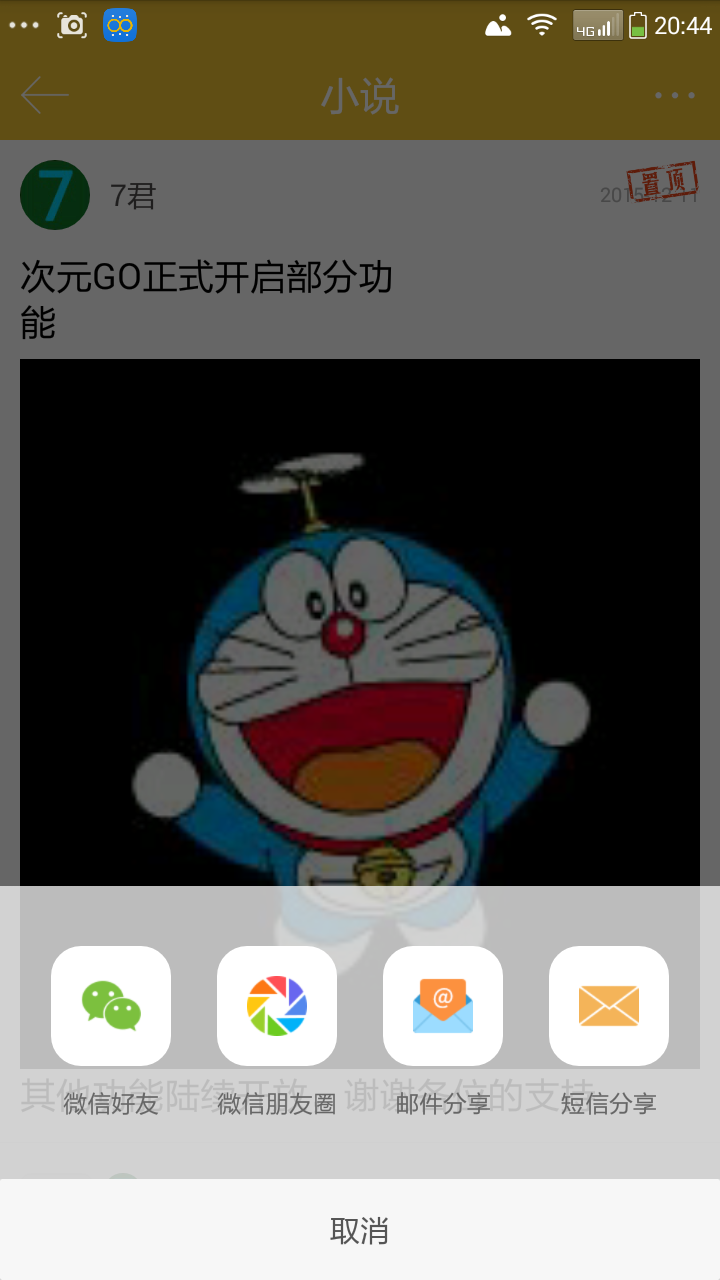 4G 20:44
小说
7 7君
置顶
2015-12-11
次元GO正式开启部分功
能
其他功能陆续开放，谢谢各位的支持
微信好友 微信朋友圈 邮件分享 短信分享
取消